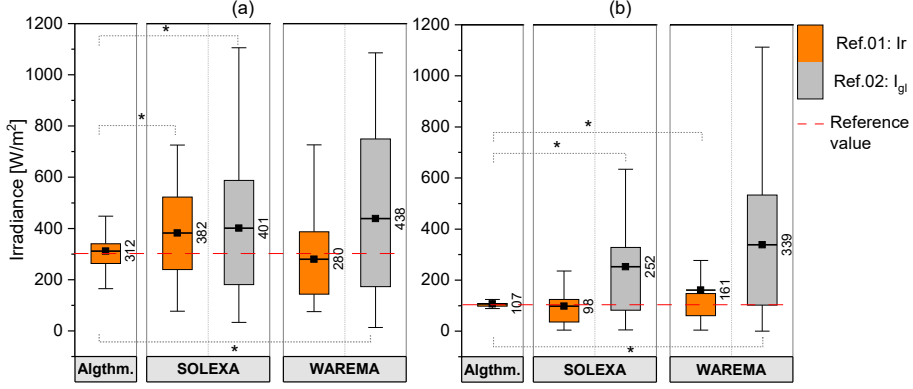 (a)
(b)
Irradiance [W/m²]
1200
1000
800
600
400
200
0
*
*
*
312
382
401
280
438
Algthm.
SOLEXA
WAREMA
1200
1000
800
600
400
200
0
*
*
*
107
98
252
161
339
Algthm.
SOLEXA
WAREMA
Ref.01: Ir
Ref.02: I_gl
Reference
value